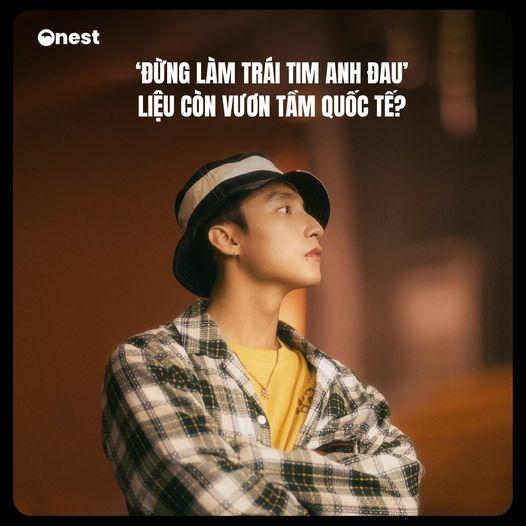 Onest
‘ĐỪNG LÀM TRÁI TIM ANH ĐAU’
LIỆU CÒN VƯƠN TẦM QUỐC TẾ?